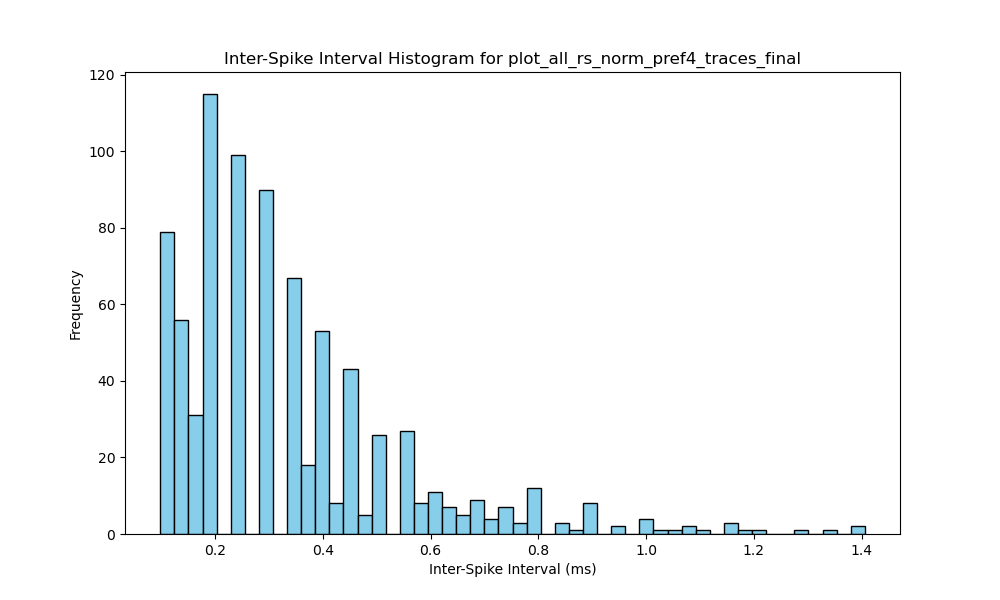 Inter-Spike Interval Histogram for plot_all_rs_norm_pref4_traces_final
120
100
80
60
40
20
0
Frequency
0.2 0.4 0.6 0.8 1.0 1.2 1.4
Inter-Spike Interval (ms)